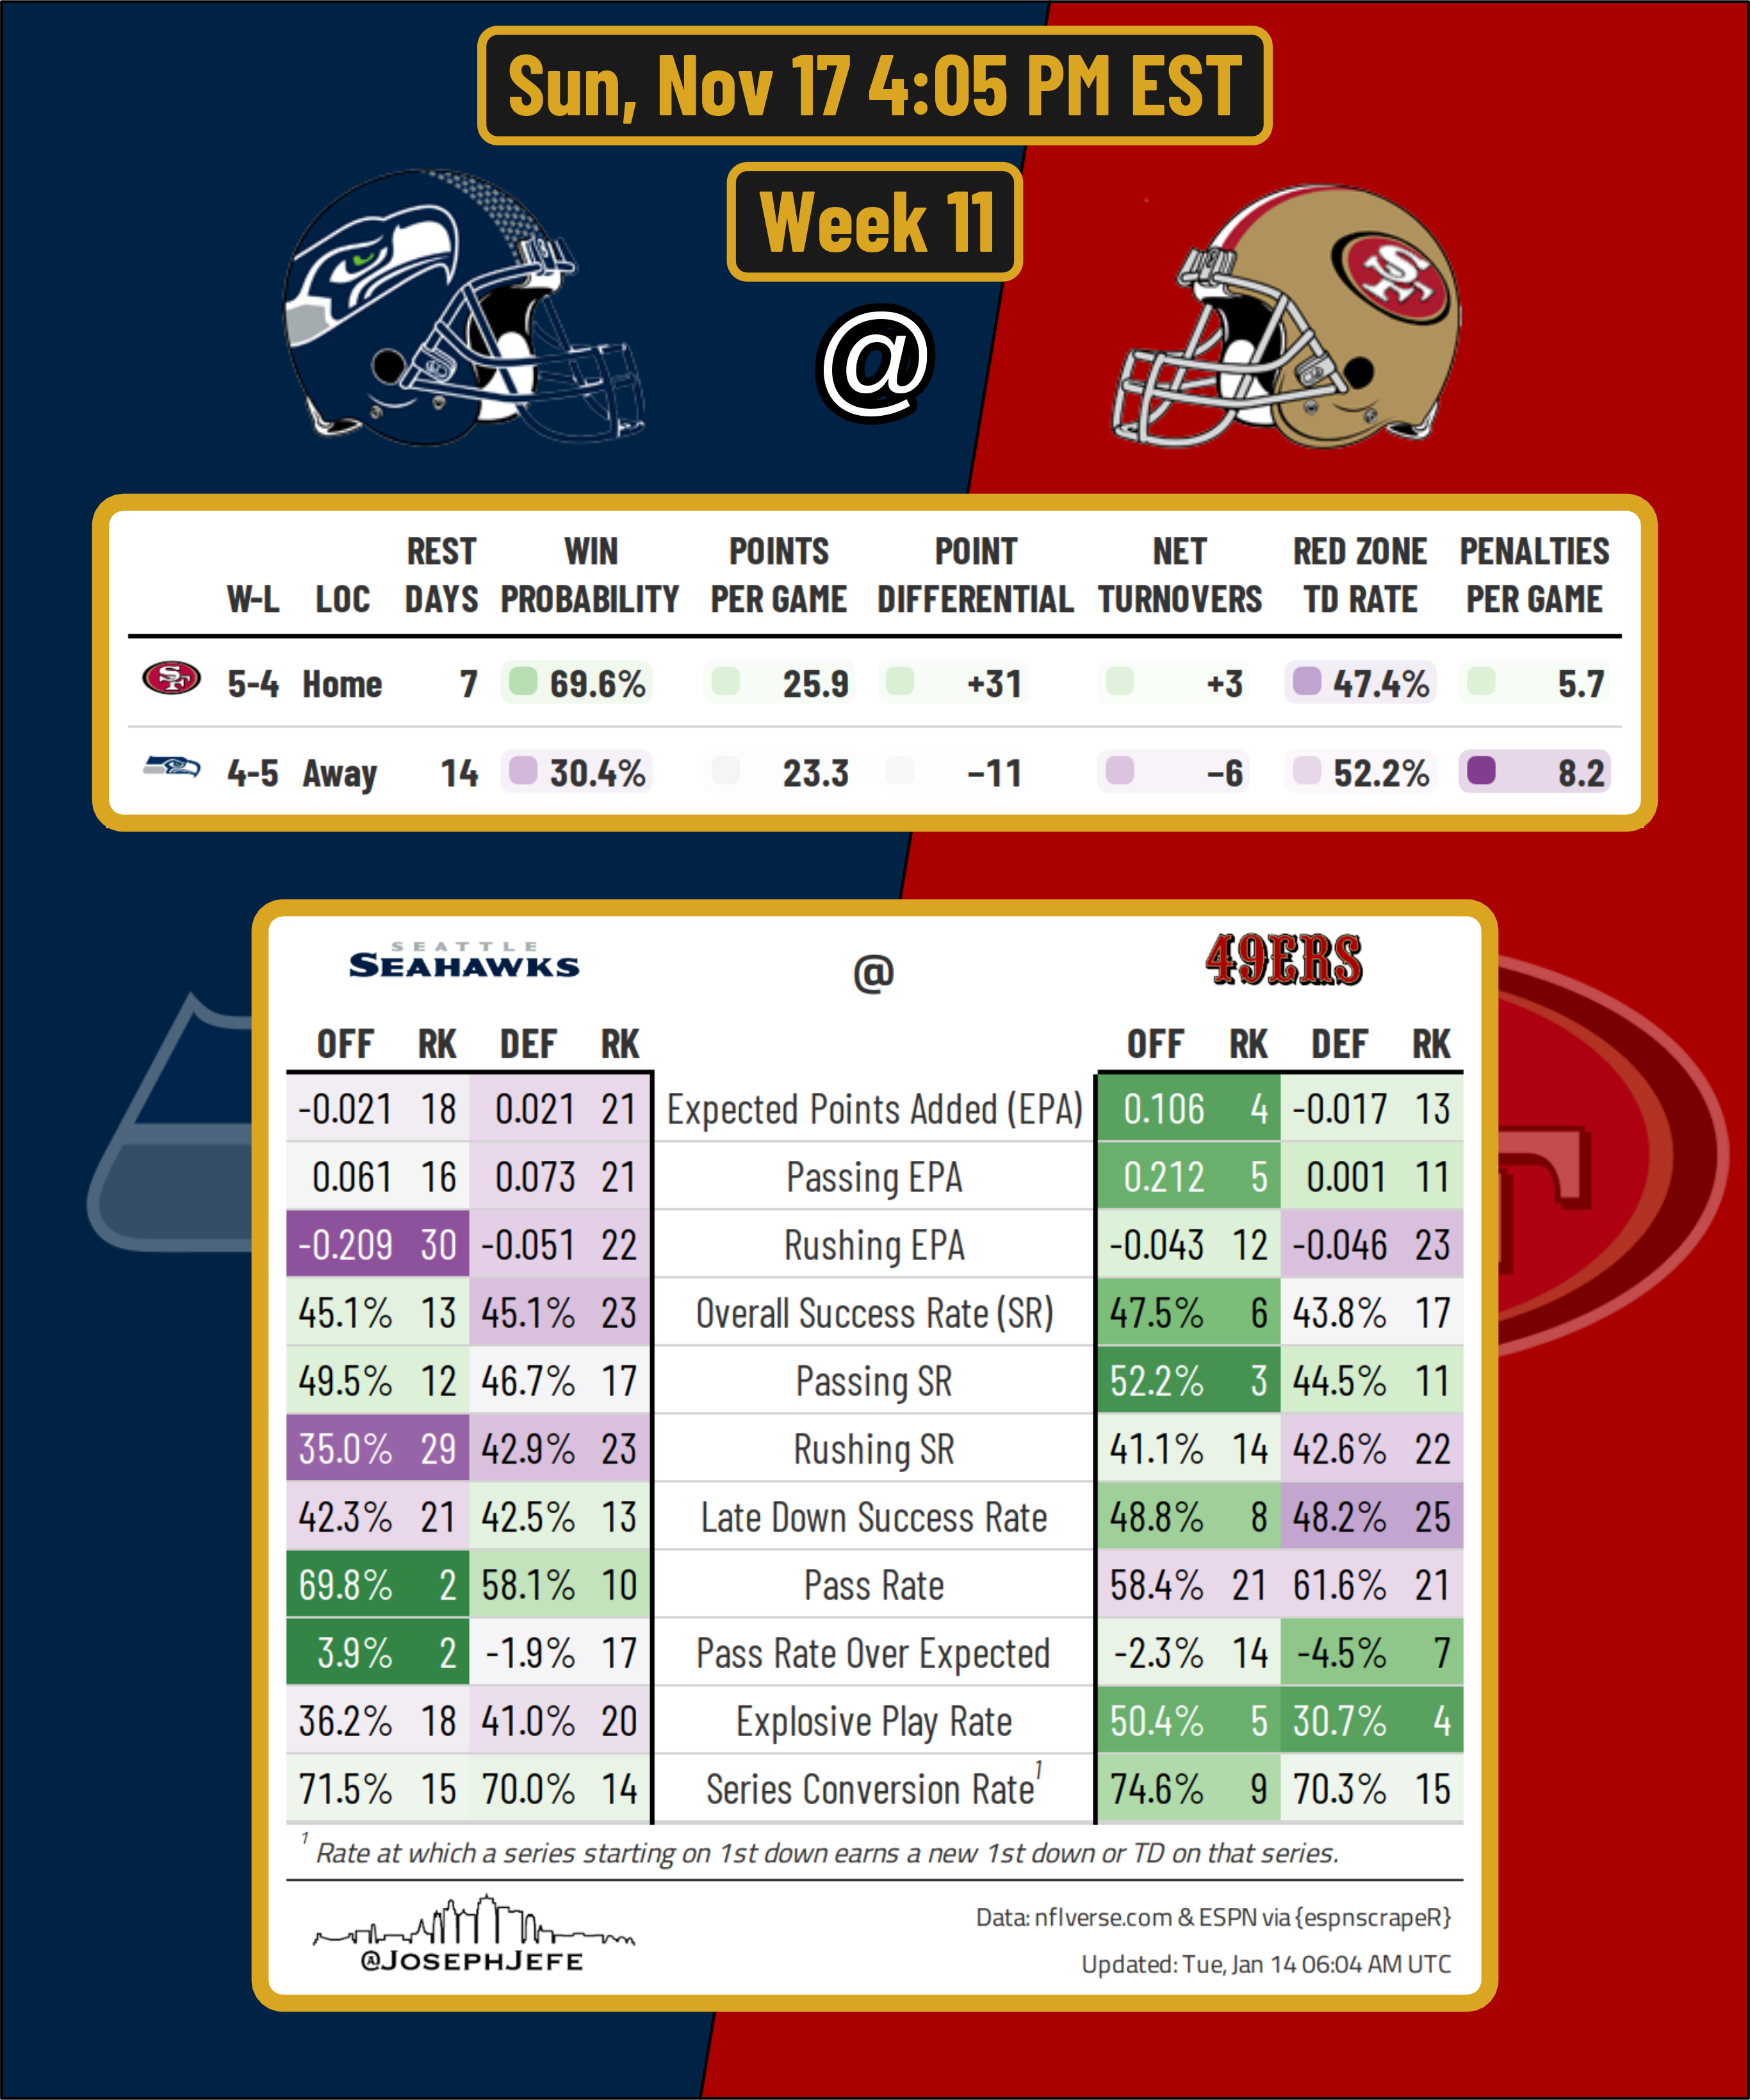 Sun, Nov 17 4:05 PM EST
Week 11
@
SF
W-L LOC REST DAYS WIN PROBABILITY POINTS PER GAME POINT DIFFERENTIAL NET TURNOVERS RED ZONE TD RATE PENALTIES PER GAME
SF 5-4 Home 7 69.6% 25.9 +31 +3 47.4% 5.7
4-5 Away 14 30.4% 23.3 −11 −6 52.2% 8.2
SEATTLE
SEAHAWKS @ 49ERS
OFF RK DEF RK OFF RK DEF RK
-0.021 18 0.021 21 Expected Points Added (EPA) 0.106 4 -0.017 13
0.061 16 0.073 21 Passing EPA 0.212 5 0.001 11
-0.209 30 -0.051 22 Rushing EPA -0.043 12 -0.046 23
45.1% 13 45.1% 23 Overall Success Rate (SR) 47.5% 6 43.8% 17
49.5% 12 46.7% 17 Passing SR 52.2% 3 44.5% 11
35.0% 29 42.9% 23 Rushing SR 41.1% 14 42.6% 22
42.3% 21 42.5% 13 Late Down Success Rate 48.8% 8 48.2% 25
69.8% 2 58.1% 10 Pass Rate 58.4% 21 61.6% 21
3.9% 2 -1.9% 17 Pass Rate Over Expected -2.3% 14 -4.5% 7
36.2% 18 41.0% 20 Explosive Play Rate 50.4% 5 30.7% 4
71.5% 15 70.0% 14 Series Conversion Rate¹ 74.6% 9 70.3% 15
¹ Rate at which a series starting on 1st down earns a new 1st down or TD on that series.
@JOSEPHJEFE
Data: nflverse.com & ESPN via {espnscrapeR}
Updated: Tue, Jan 14 06:04 AM UTC